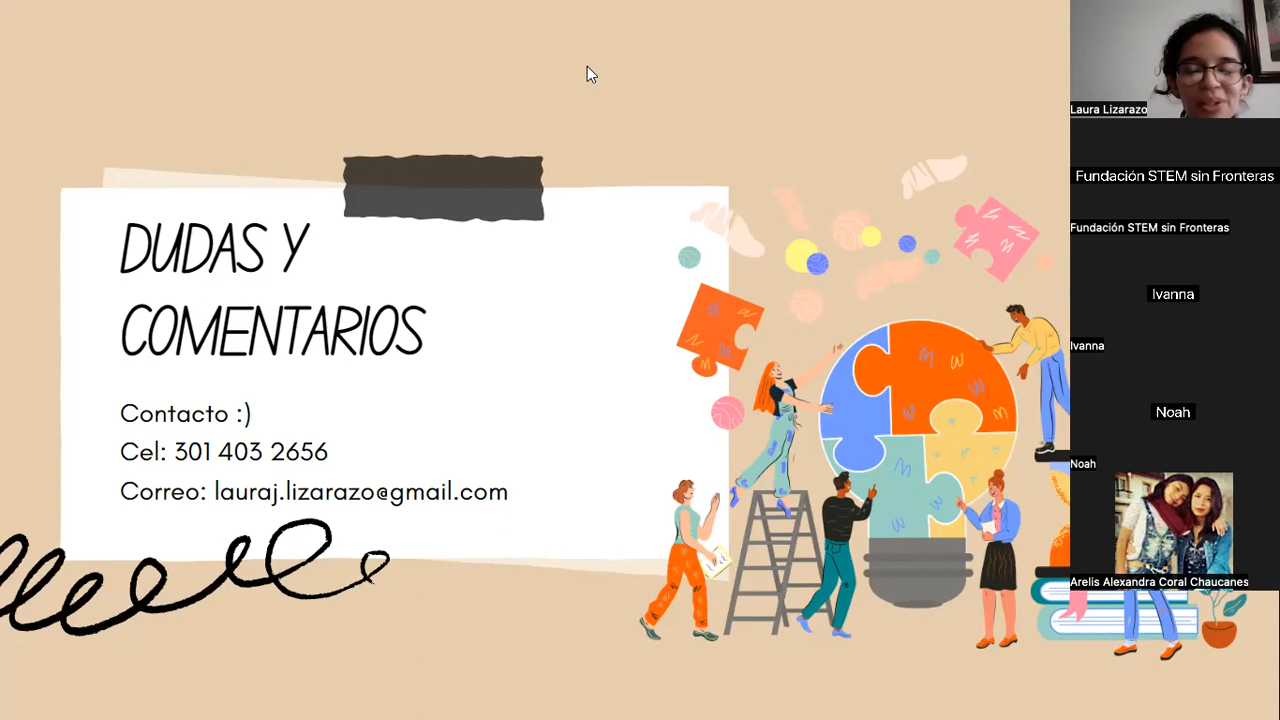 DUDAS Y
COMENTARIOS
Contacto :)
Cel: 301 403 2656
Correo: lauraj.lizarazo@gmail.com
Laura Lizarazo
Fundación STEM sin Fronteras
Fundación STEM sin Fronteras
Ivanna
Ivanna
Noah
Noah
Arelis Alexandra Coral Chaucanes